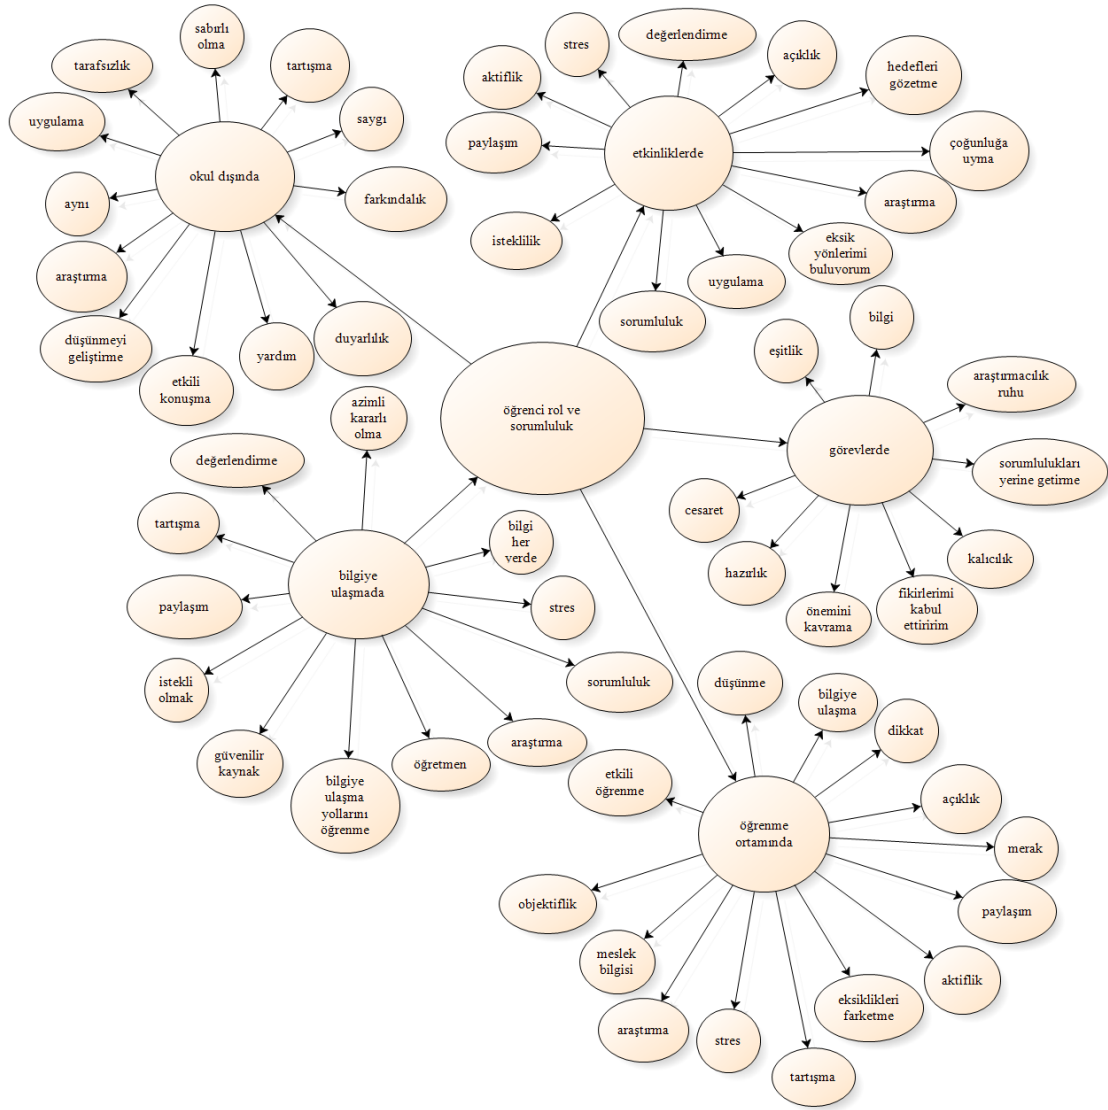 sabırlı
olma
tarafsızlık
tartışma
uygulama
saygı
okul dışında
aynı
farkındalık
araştırma
düşünmeyi
geliştirme
etkili
konuşma
yardım
duyarlılık
stres
değerlendirme
açıklık
aktiflik
hedefleri
gözetme
paylaşım
etkinliklerde
çoğunluğa
uyma
araştırma
isteklilik
eksik
yönlerimi
buluvorum
uygulama
sorumluluk
öğrenci rol ve
sorumluluk
bilgi
eşitlik
araştırmacılık
ruhu
görevlerde
sorumlulukları
yerine getirme
cesaret
hazırlık
kalıcılık
önemini
kavrama
fikirlerimi
kabul
ettiririm
azimli
kararlı
olma
değerlendirme
tartışma
bilgi
her
verde
bilgiye
ulaşmada
paylaşım
stres
istekli
olmak
sorumluluk
güvenilir
kaynak
bilgiye
ulaşma
yollarını
öğrenme
öğretmen
araştırma
düşünme
bilgiye
ulaşma
dikkat
etkili
öğrenme
açıklık
öğrenme
ortamında
merak
objektiflik
paylaşım
meslek
bilgisi
aktiflik
araştırma
stres
eksiklikleri
farketme
tartışma